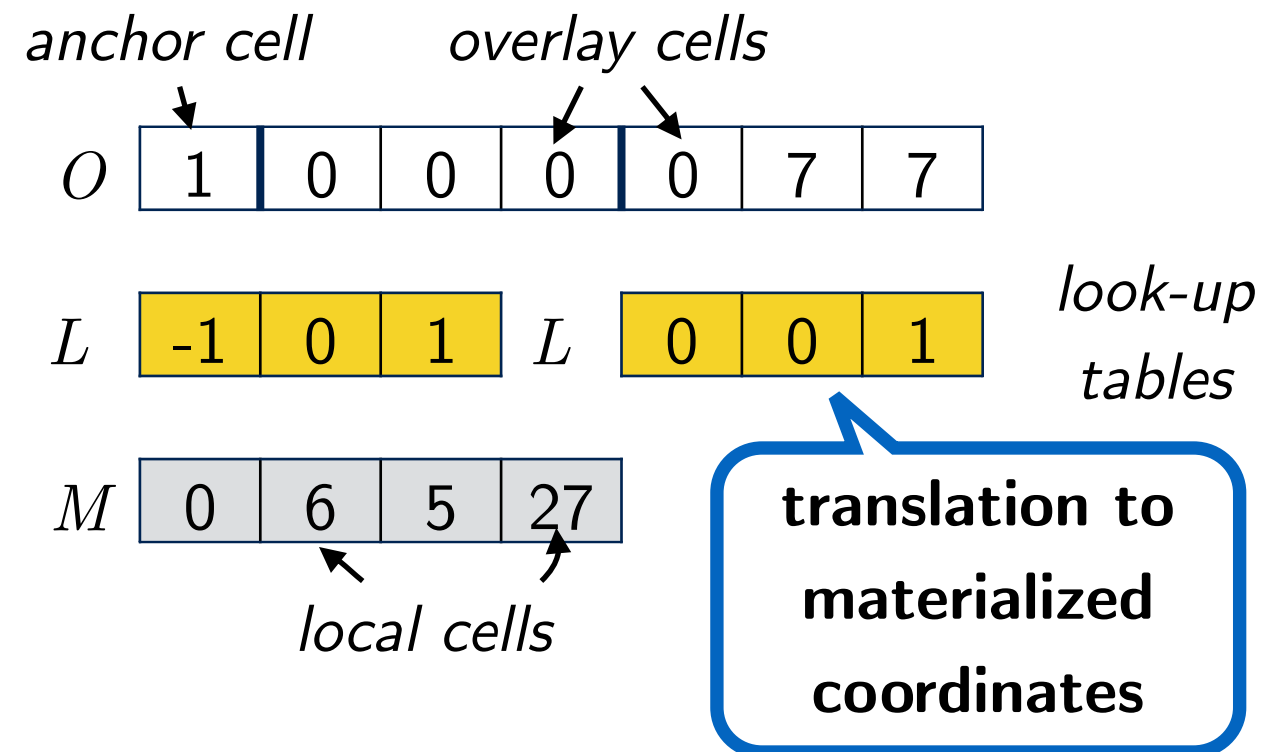 anchor cell overlay cells
O 1 0 0 0 0 7 7
L -1 0 1 L 0 0 1
look-up
tables
M 0 6 5 27
local cells
translation to
materialized
coordinates